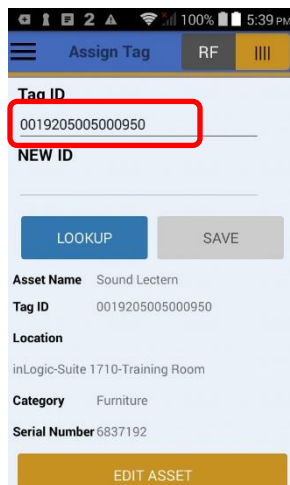 2 100% 5:39 PM
Assign Tag RF
Tag ID
0019205005000950
NEW ID
LOOKUP SAVE
Asset Name Sound Lectern
Tag ID 0019205005000950
Location
inLogic-Suite 1710-Training Room
Category Furniture
Serial Number 6837192
EDIT ASSET